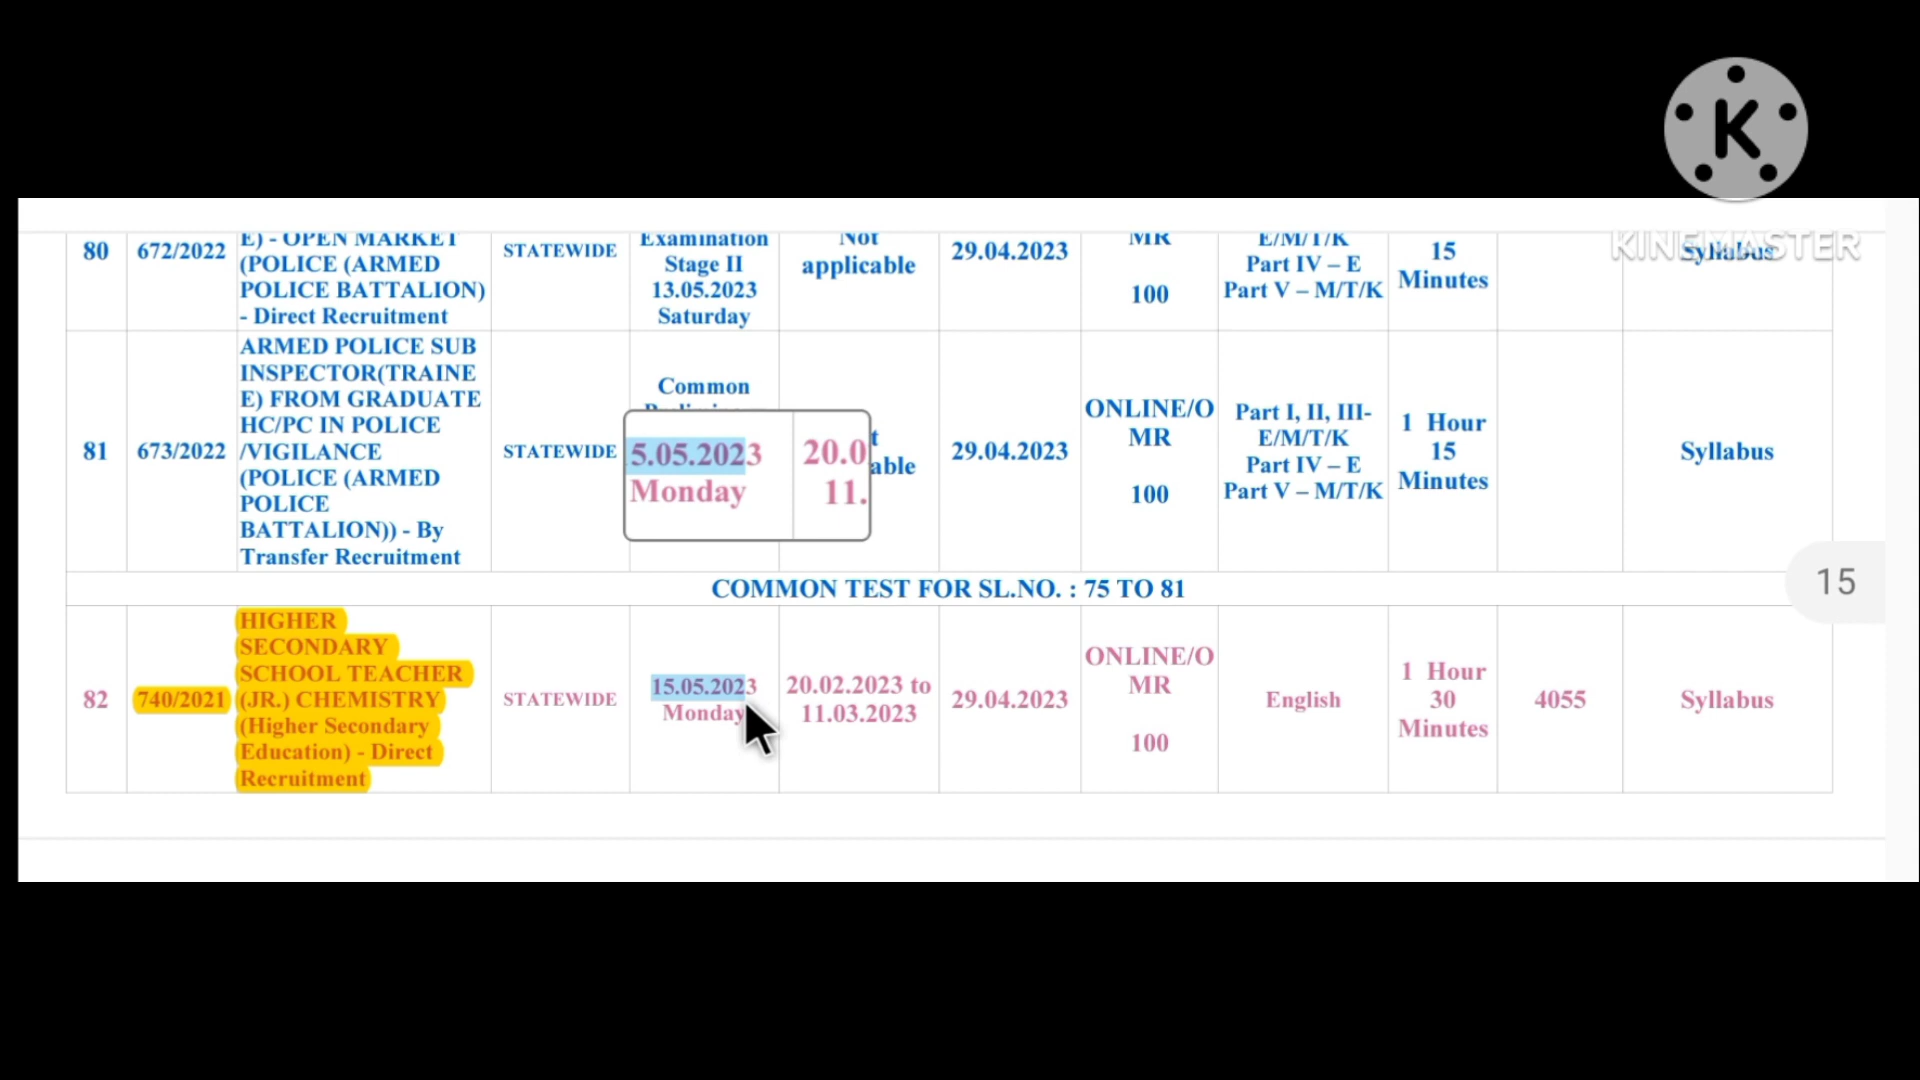 K
KINEMASTER
80
672/2022
E) - OPEN MARKET
(POLICE (ARMED
POLICE BATTALION)
- Direct Recruitment
STATEWIDE
Examination
Stage II
13.05.2023
Saturday
Not
applicable
29.04.2023
MR
100
E/M/T/K
Part IV – E
Part V – M/T/K
15
Minutes
Syllabus
81
673/2022
ARMED POLICE SUB
INSPECTOR(TRAINE
E) FROM GRADUATE
HC/PC IN POLICE
/VIGILANCE
(POLICE (ARMED
POLICE
BATTALION)) - By
Transfer Recruitment
STATEWIDE
Common
5.05.2023
Monday
20.0
11.
t
able
29.04.2023
ONLINE/O
MR
100
Part I, II, III-
E/M/T/K
Part IV – E
Part V – M/T/K
1 Hour
15
Minutes
Syllabus
15
COMMON TEST FOR SL.NO. : 75 TO 81
82
740/2021
HIGHER
SECONDARY
SCHOOL TEACHER
(JR.) CHEMISTRY
(Higher Secondary
Education) - Direct
Recruitment
STATEWIDE
15.05.2023
Monday
20.02.2023 to
11.03.2023
29.04.2023
ONLINE/O
MR
100
English
1 Hour
30
Minutes
4055
Syllabus